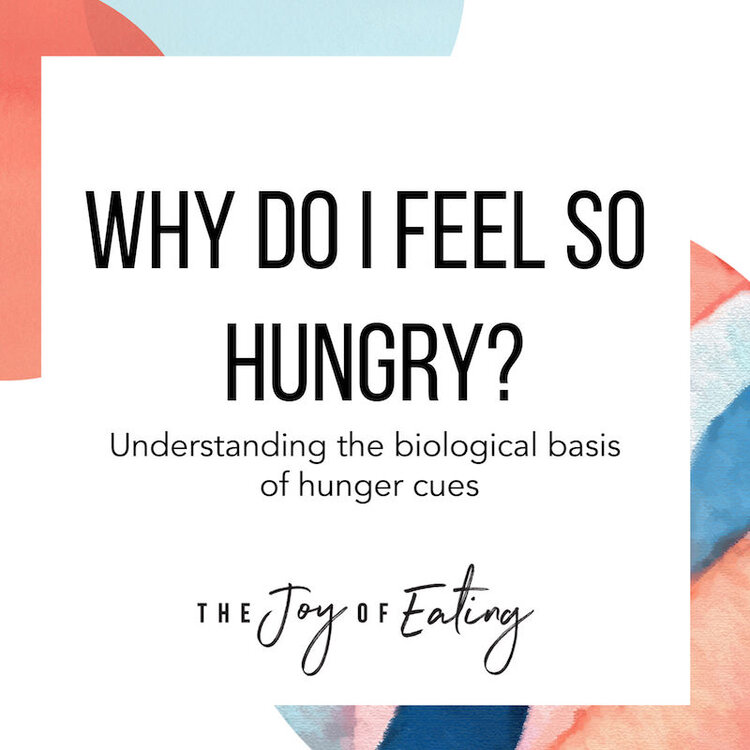 WHY DO I FEEL SO
HUNGRY?
Understanding the biological basis
of hunger cues
THE Joy OF Eating